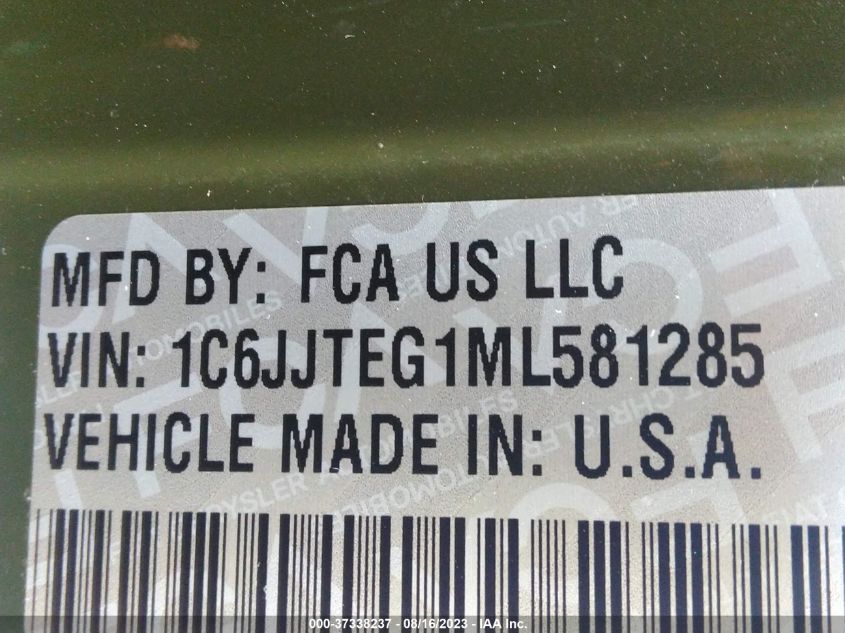 MFD BY: FCA US LLC
VIN: 1C6JJTEG1ML581285
VEHICLE MADE IN: U.S.A.
000-37338237 - 08/16/2023 - IAA Inc.